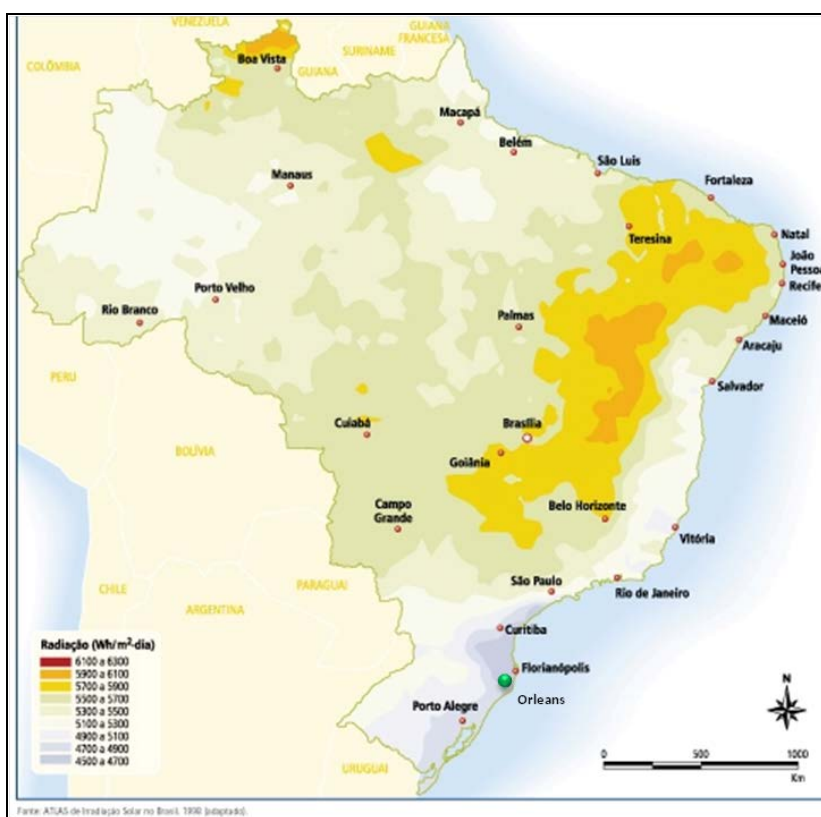 VENEZUELA
GUIANA
FRANCESA
SURINAME
COLÔMBIA
Boa Vista
GUIANA
Macapá
Belém
São Luis
Manaus
Fortaleza
Teresina
Natal
João
Pessoa
Recife
Porto Velho
Rio Branco
Palmas
Maceió
Aracaju
PERU
Salvador
Cuiabá
Brasília
BOLÍVIA
Goiânia
Campo
Grande
Belo Horizonte
Vitória
CHILE
PARAGUAI
São Paulo
Rio de Janeiro
ARGENTINA
Curitiba
Radiação (Wh/m²-dia)
6100 a 6300
5900 a 6100
5700 a 5900
5500 a 5700
5300 a 5500
5100 a 5300
4900 a 5100
4700 a 4900
4500 a 4700
Florianópolis
Orleans
Porto Alegre
N
URUGUAI
0 500 1000
Km
Fonte: ATLAS de Irradiação Solar no Brasil. 1998 (adaptado).